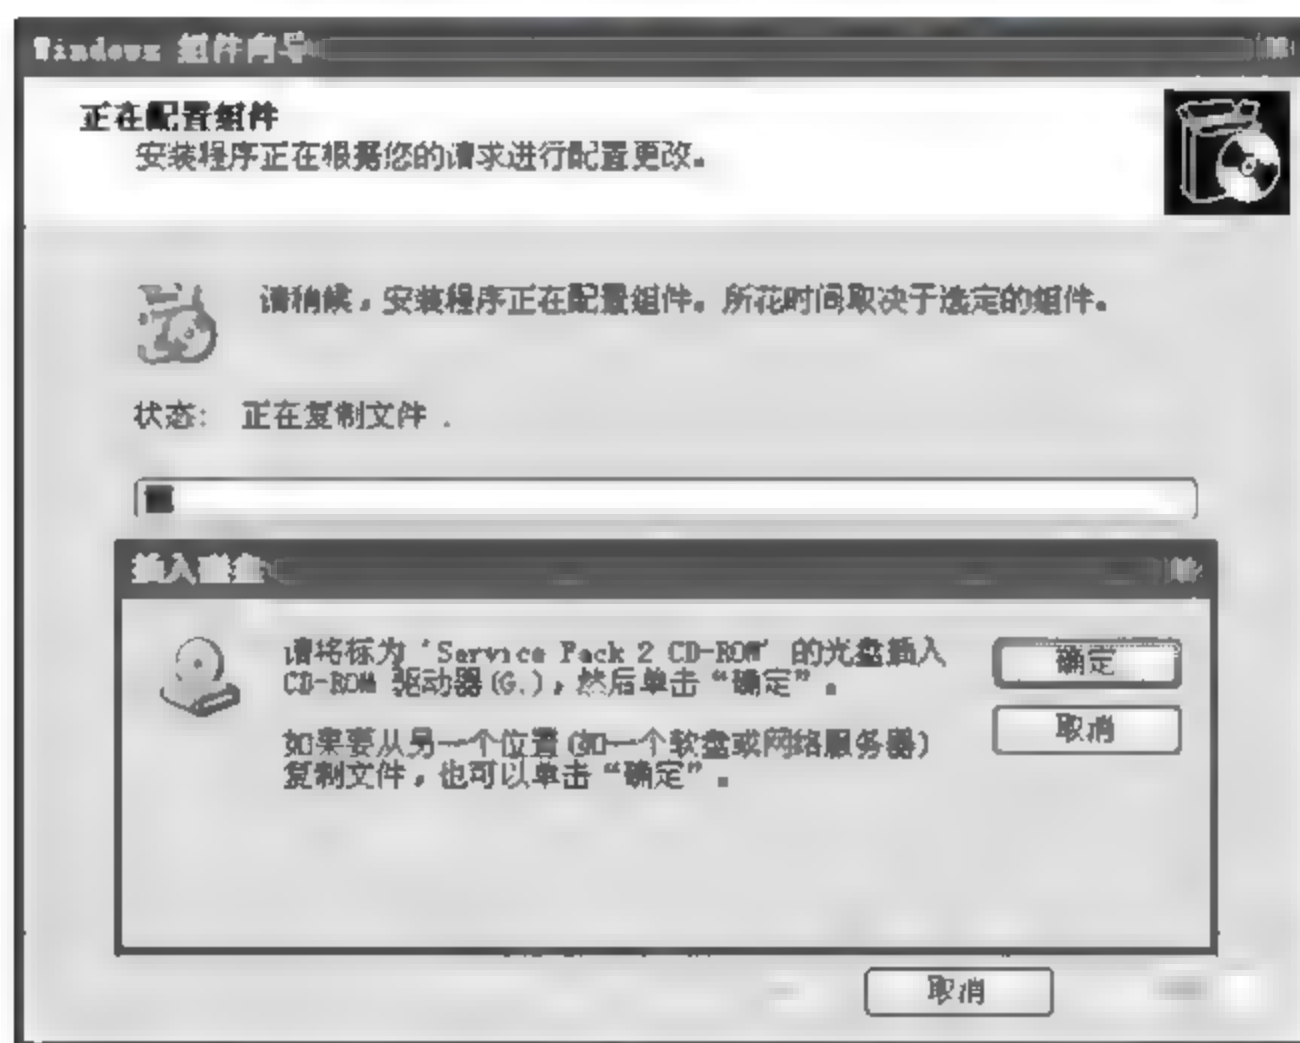 Windows 组件向导
正在配置组件
安装程序正在根据您的请求进行配置更改。
请稍候，安装程序正在配置组件。所花时间取决于选定的组件。
状态： 正在复制文件 .
插入磁盘
请将标为 'Service Pack 2 CD-ROM' 的光盘插入
CD-ROM 驱动器(G.)，然后单击“确定”。
如果要从另一个位置(如一个软盘或网络服务器)
复制文件，也可以单击“确定”。
确定
取消
取消